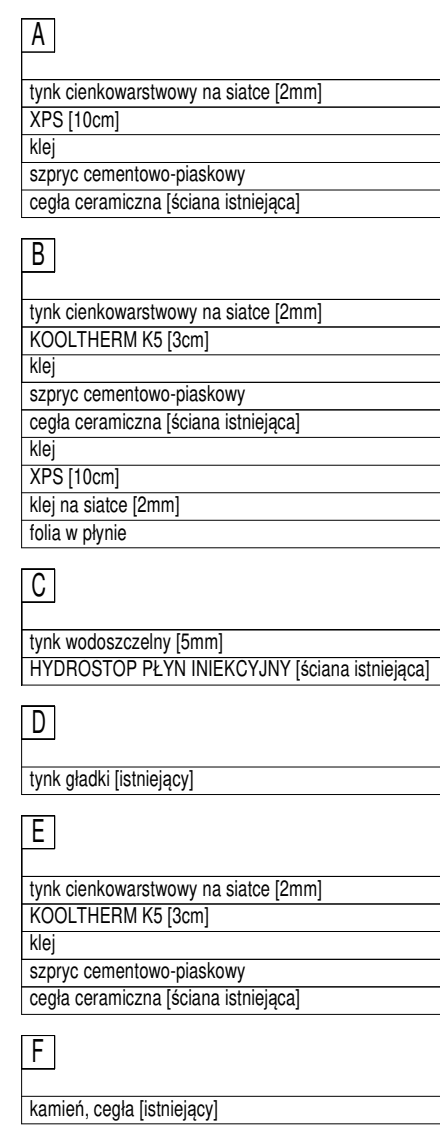 A
tynk cienkowarstwowy na siatce [2mm]
XPS [10cm]
klej
szpryc cementowo-piaskowy
cegła ceramiczna [ściana istniejąca]
B
tynk cienkowarstwowy na siatce [2mm]
KOOLTHERM K5 [3cm]
klej
szpryc cementowo-piaskowy
cegła ceramiczna [ściana istniejąca]
klej
XPS [10cm]
klej na siatce [2mm]
folia w płynie
C
tynk wodoszczelny [5mm]
HYDROSTOP PŁYN INIEKCYJNY [ściana istniejąca]
D
tynk gładki [istniejący]
E
tynk cienkowarstwowy na siatce [2mm]
KOOLTHERM K5 [3cm]
klej
szpryc cementowo-piaskowy
cegła ceramiczna [ściana istniejąca]
F
kamień, cegła [istniejący]